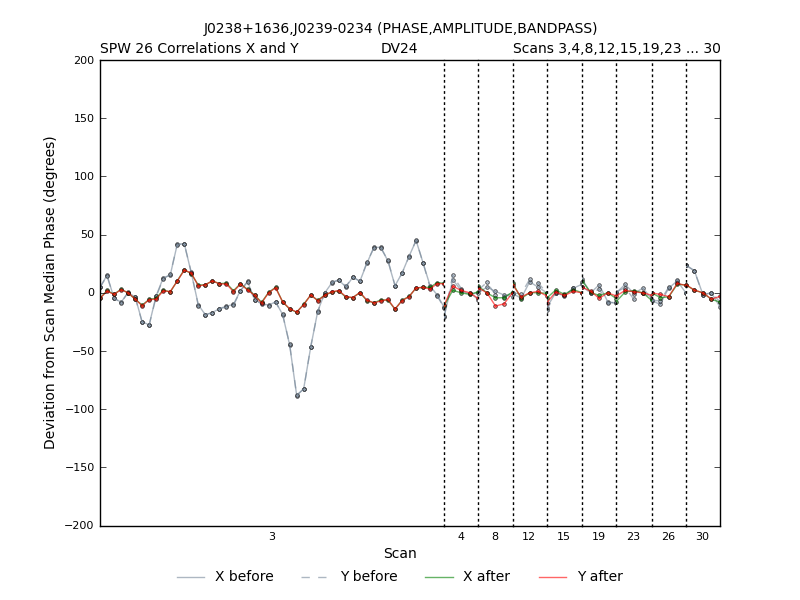 J0238+1636,J0239-0234 (PHASE,AMPLITUDE,BANDPASS)
SPW 26 Correlations X and Y DV24 Scans 3,4,8,12,15,19,23 ... 30
200
150
100
50
0
−50
−100
−150
−200
Deviation from Scan Median Phase (degrees)
3 4 8 12 15 19 23 26 30
Scan
X before Y before X after Y after